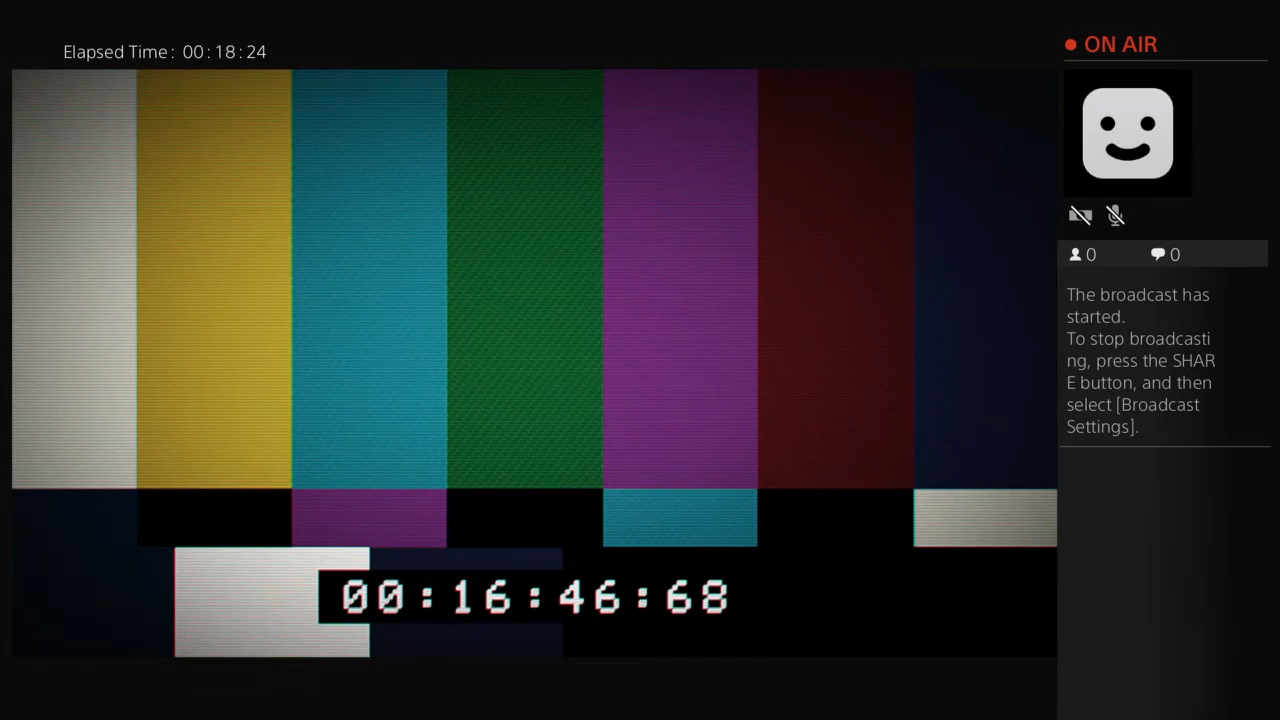 Elapsed Time: 00:18:24
ON AIR
0
0
The broadcast has
started.
To stop broadcasti
ng, press the SHAR
E button, and then
select [Broadcast
Settings].
00:16:46:68